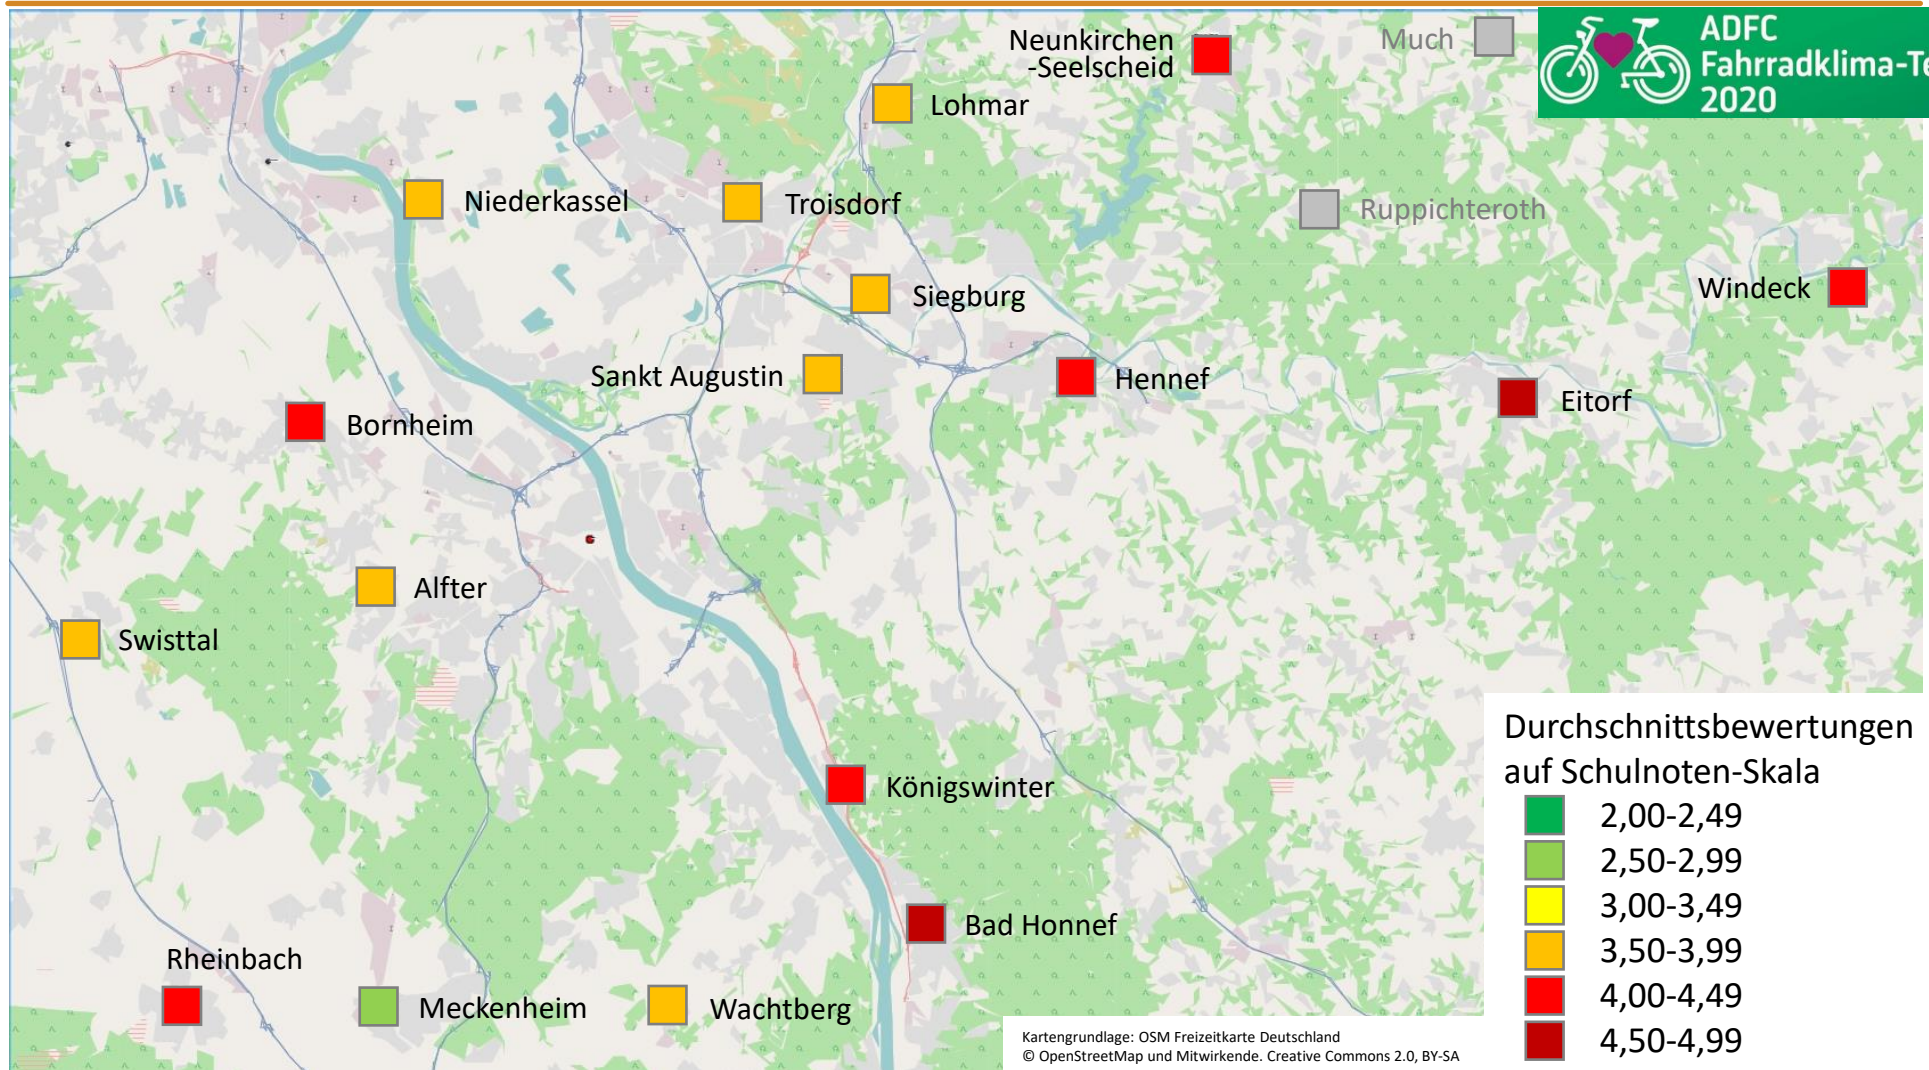 Neunkirchen
-Seelscheid
Much
ADFC
Fahrradklima-Te
2020
Lohmar
Niederkassel
Troisdorf
Ruppichteroth
Siegburg
Windeck
Sankt Augustin
Hennef
Eitorf
Bornheim
Alfter
Swisttal
Königswinter
Bad Honnef
Rheinbach
Meckenheim
Wachtberg
Durchschnittsbewertungen
auf Schulnoten-Skala
2,00-2,49
2,50-2,99
3,00-3,49
3,50-3,99
4,00-4,49
4,50-4,99
Kartengrundlage: OSM Freizeitkarte Deutschland
© OpenStreetMap und Mitwirkende. Creative Commons 2.0, BY-SA